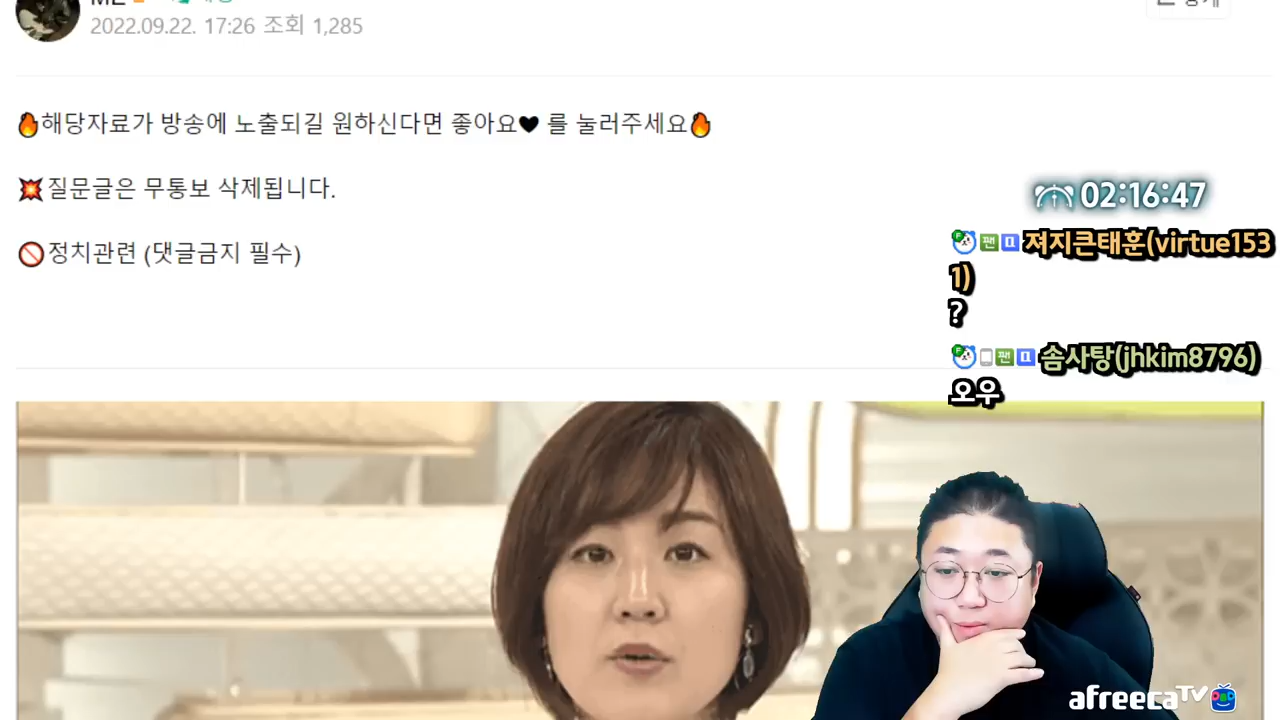 2022.09.22. 17:26 조회 1,285
🔥해당자료가 방송에 노출되길 원하신다면 좋아요🖤 를 눌러주세요🔥
💥질문글은 무통보 삭제됩니다.
🚫정치관련 (댓글금지 필수)
02:16:47
팬 져지큰태훈(virtue153
1)
?
팬 솜사탕(jhkim8796)
오우
afreecaTV